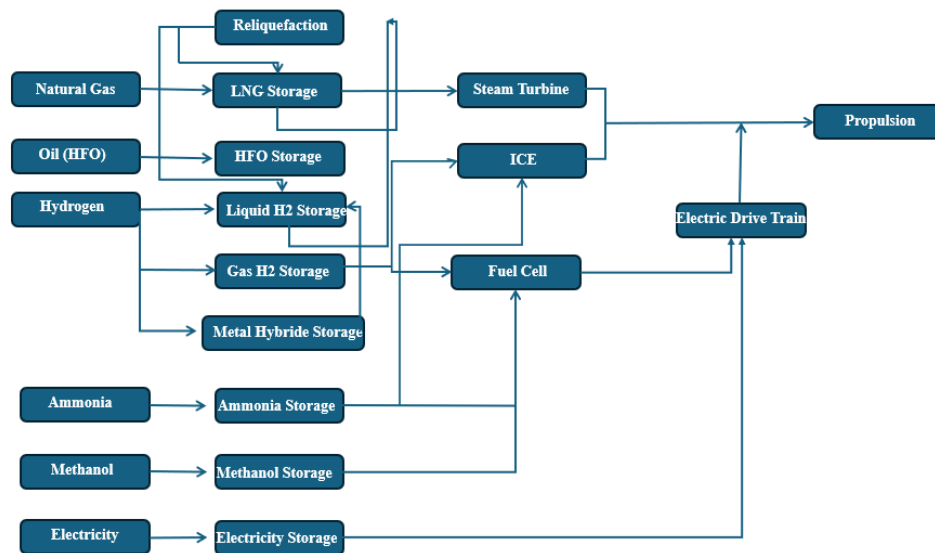 Reliquefaction
Natural Gas
LNG Storage
Steam Turbine
Propulsion
Oil (HFO)
HFO Storage
ICE
Hydrogen
Liquid H2 Storage
Electric Drive Train
Gas H2 Storage
Fuel Cell
Metal Hybride Storage
Ammonia
Ammonia Storage
Methanol
Methanol Storage
Electricity
Electricity Storage